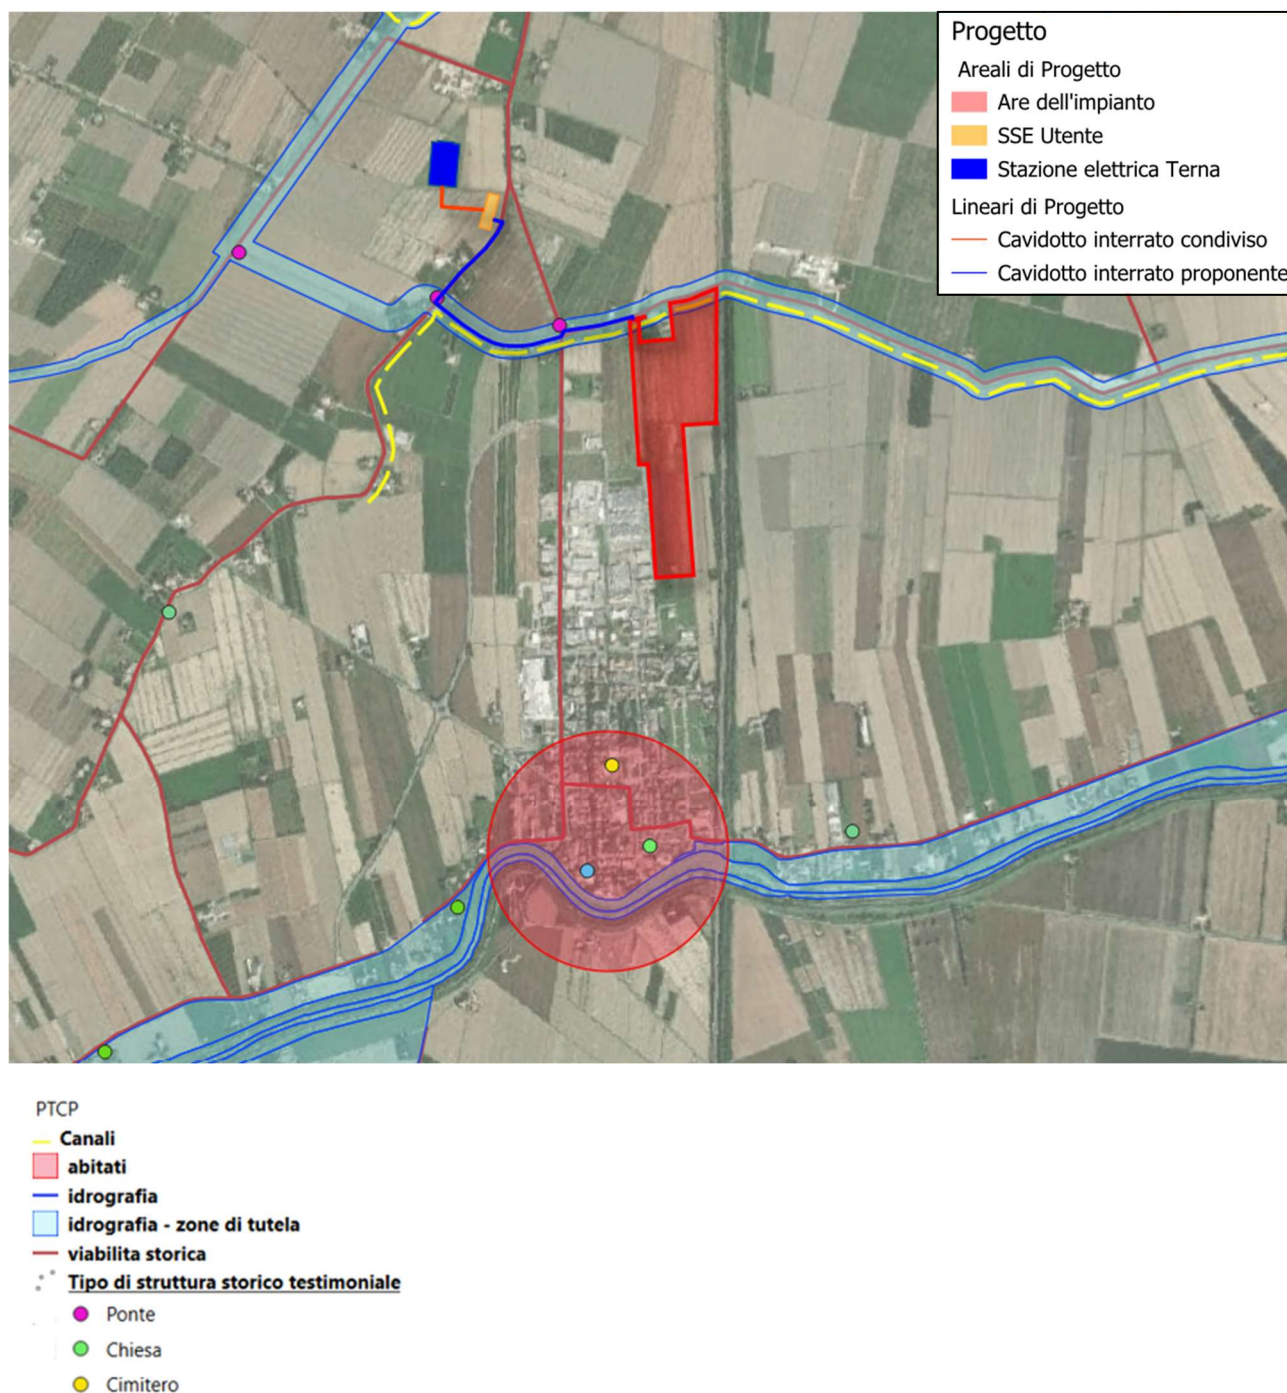 Progetto
Areali di Progetto
Are dell'impianto
SSE Utente
Stazione elettrica Terna
Lineari di Progetto
Cavidotto interrato condiviso
Cavidotto interrato proponente
PTCP
Canali
abitati
idrografia
idrografia - zone di tutela
viabilita storica
Tipo di struttura storico testimoniale
Ponte
Chiesa
Cimitero